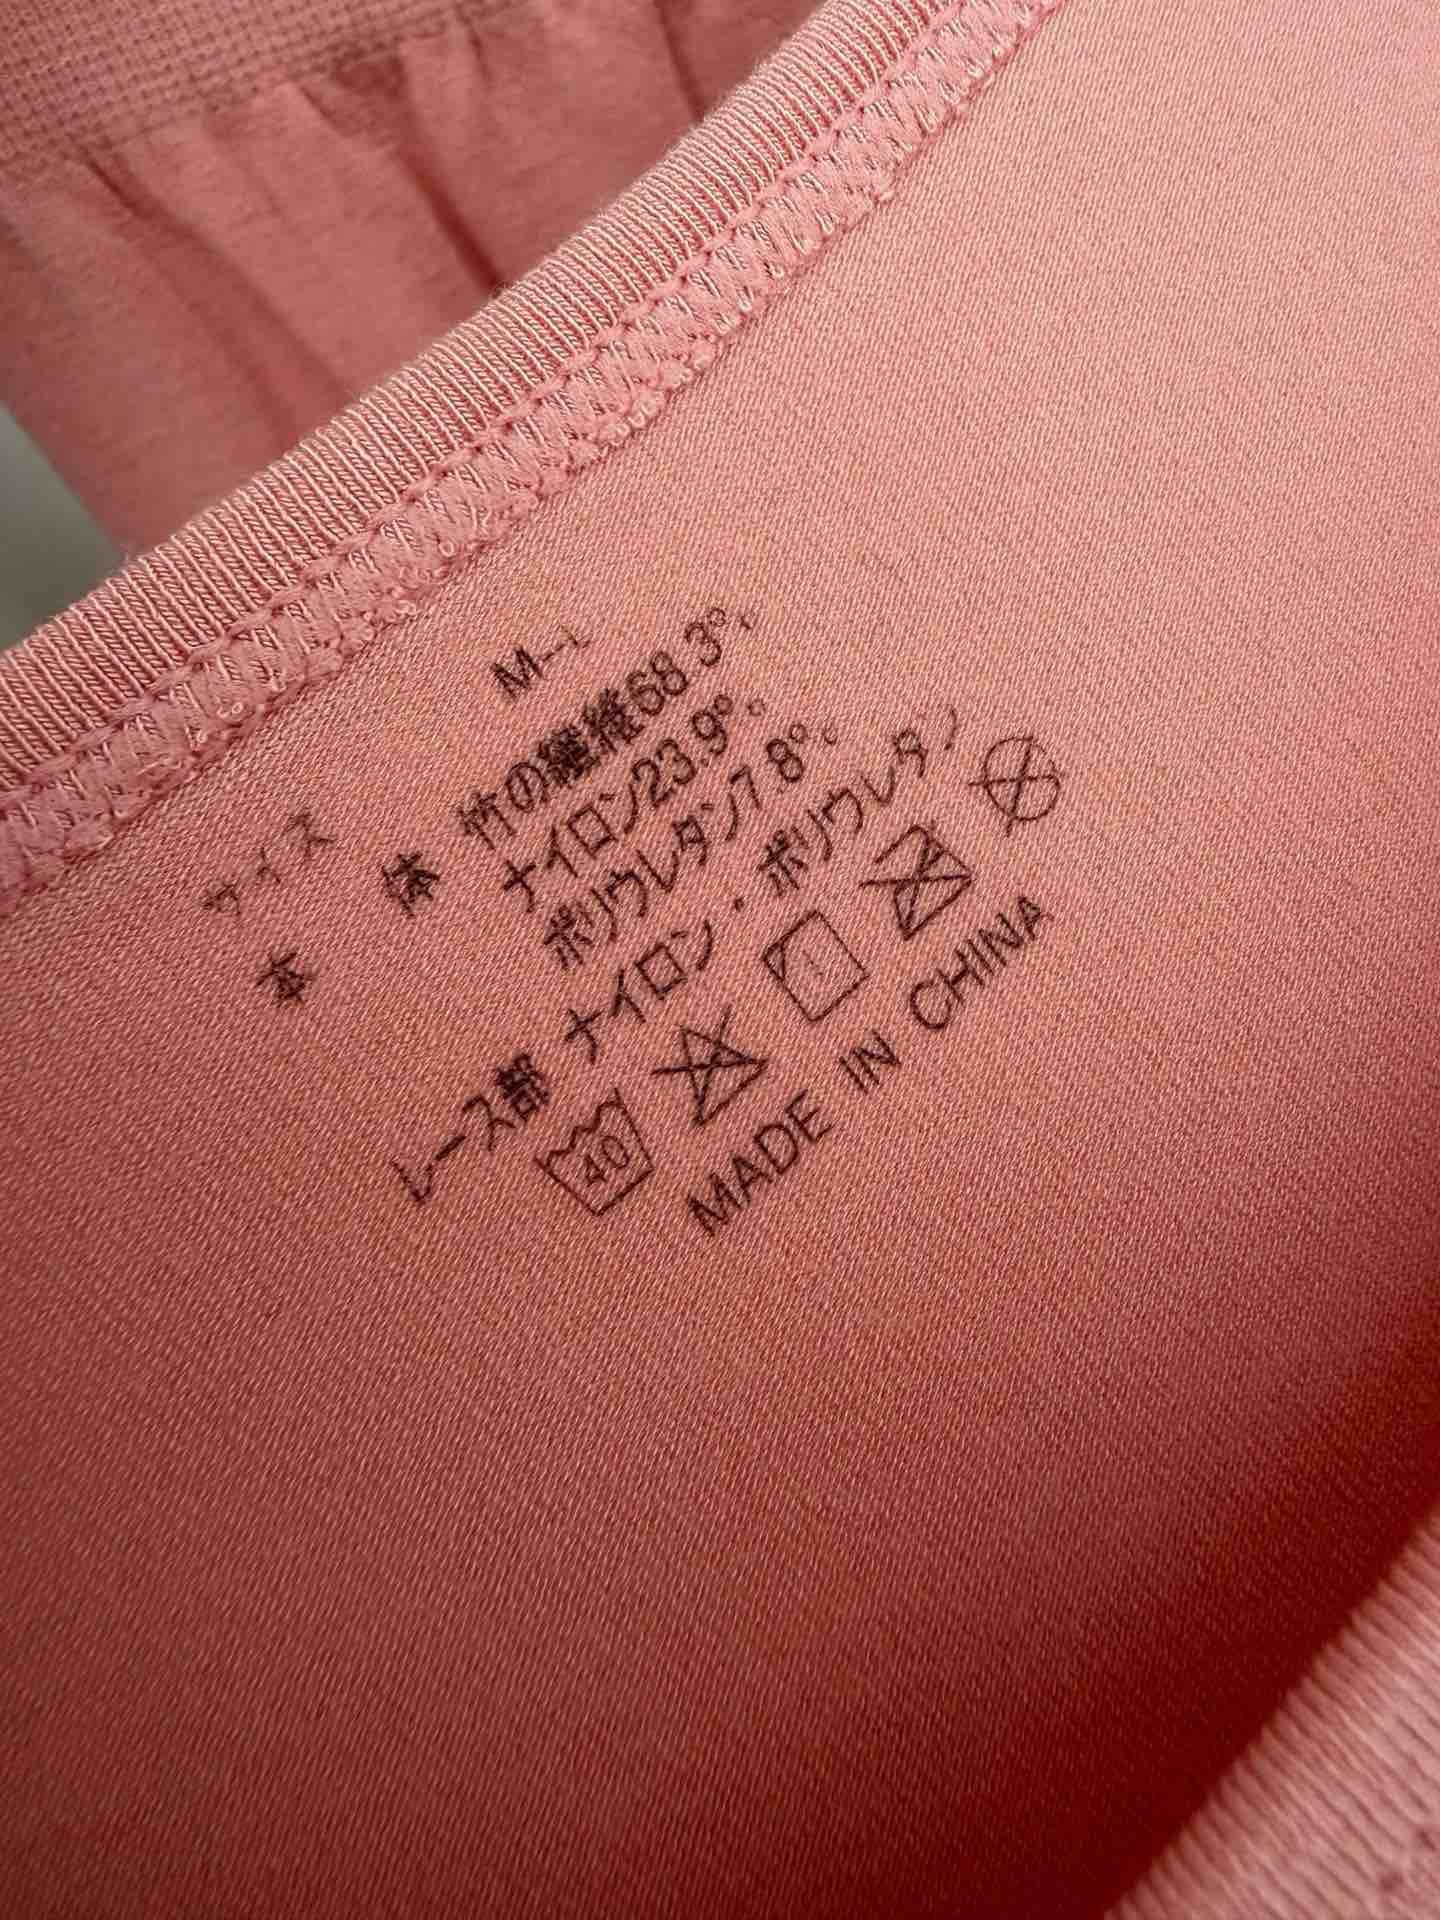 サイズ M-L
本 体 竹の繊維68.3%
ナイロン23.9%
ポリウレタン7.8%
レース部 ナイロン・ポリウレタン
40
MADE IN CHINA